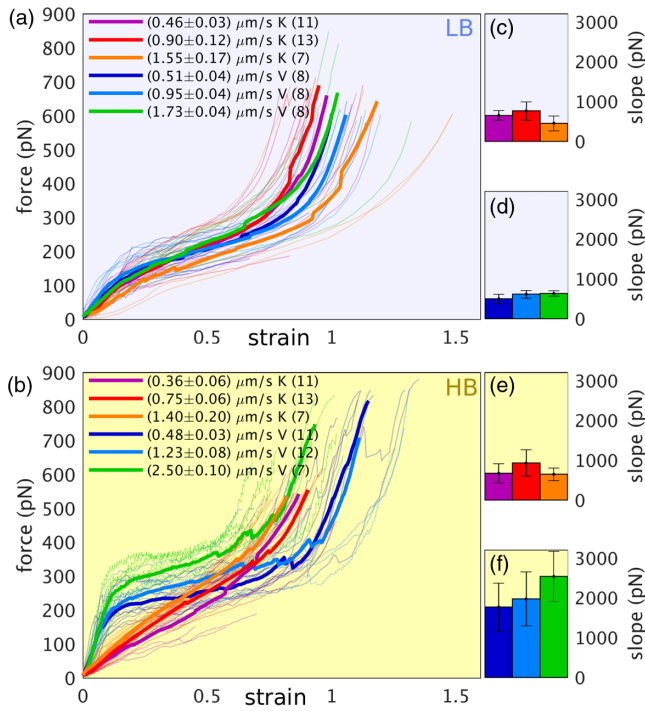 (a)
900
800
700
600
500
400
300
200
100
0
force (pN)
(0.46±0.03) μm/s K (11)
(0.90±0.12) μm/s K (13)
(1.55±0.17) μm/s K (7)
(0.51±0.04) μm/s V (8)
(0.95±0.04) μm/s V (8)
(1.73±0.04) μm/s V (8)
LB
0 0.5 1 1.5
strain
(c)
3000
2000
1000
0
slope (pN)
(d)
3000
2000
1000
0
slope (pN)
(b)
900
800
700
600
500
400
300
200
100
0
force (pN)
(0.36±0.06) μm/s K (11)
(0.75±0.06) μm/s K (13)
(1.40±0.20) μm/s K (7)
(0.48±0.03) μm/s V (11)
(1.23±0.08) μm/s V (12)
(2.50±0.10) μm/s V (7)
HB
0 0.5 1 1.5
strain
(e)
3000
2000
1000
0
slope (pN)
(f)
3000
2000
1000
0
slope (pN)